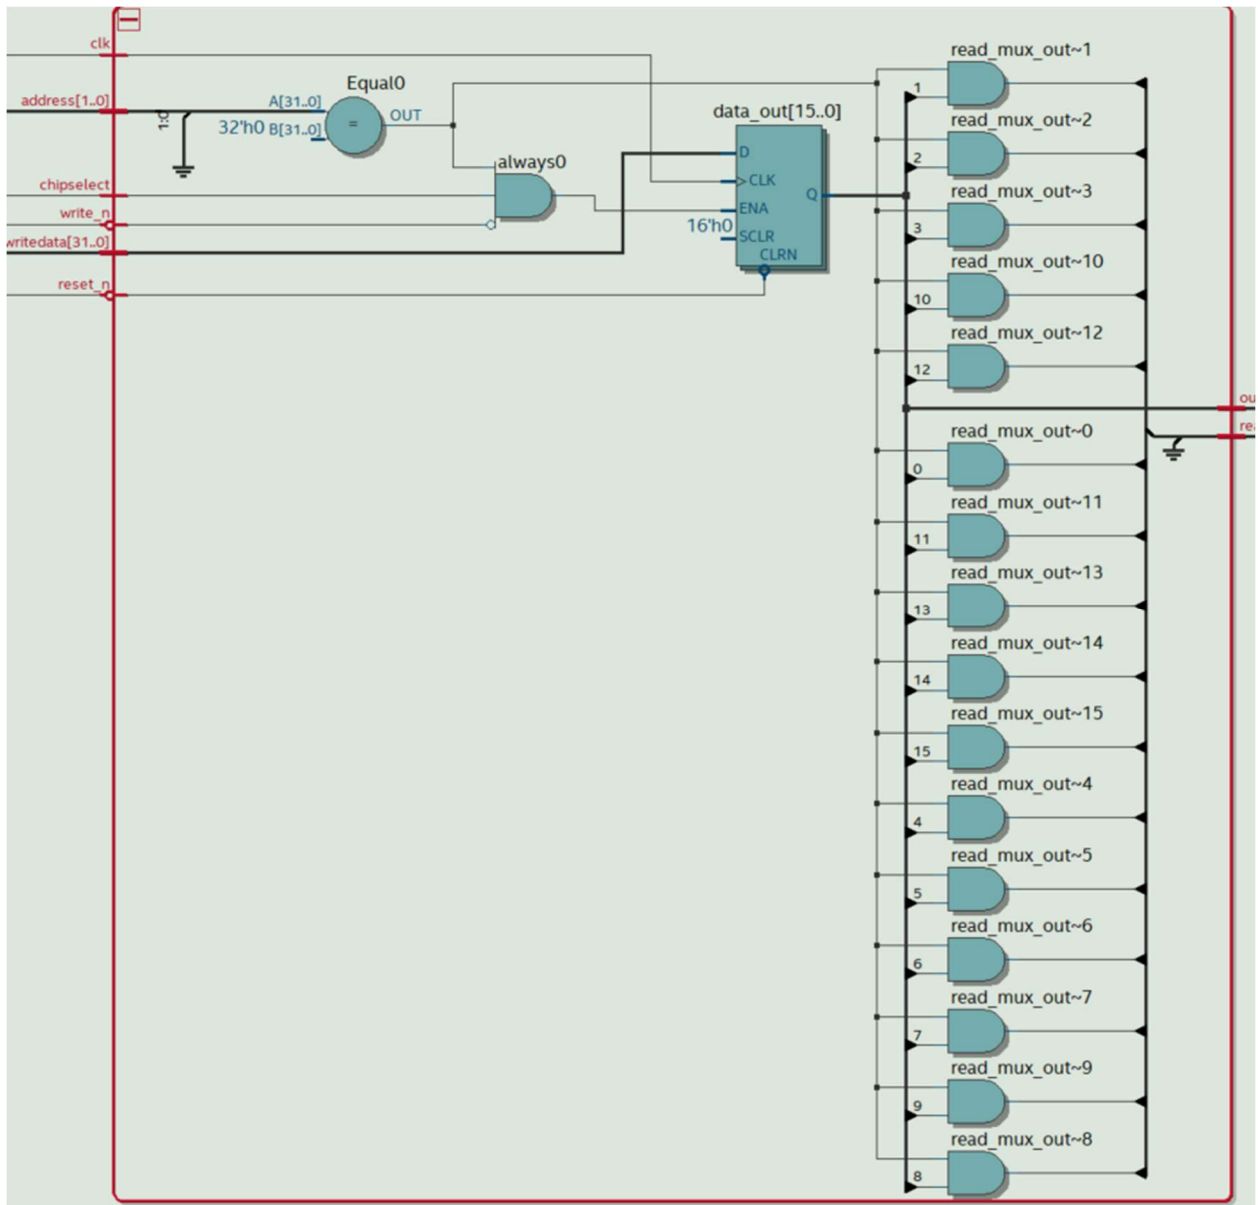 clk
address[1..0]
1:0
Equal0
A[31..0]
32'h0 B[31..0]
=
OUT
chipselect
write_n
writedata[31..0]
reset_n
always0
data_out[15..0]
D
CLK
ENA
16'h0
SCLR
CLRN
Q
read_mux_out~1
1
read_mux_out~2
2
read_mux_out~3
3
read_mux_out~10
10
read_mux_out~12
12
read_mux_out~0
0
read_mux_out~11
11
read_mux_out~13
13
read_mux_out~14
14
read_mux_out~15
15
read_mux_out~4
4
read_mux_out~5
5
read_mux_out~6
6
read_mux_out~7
7
read_mux_out~9
9
read_mux_out~8
8